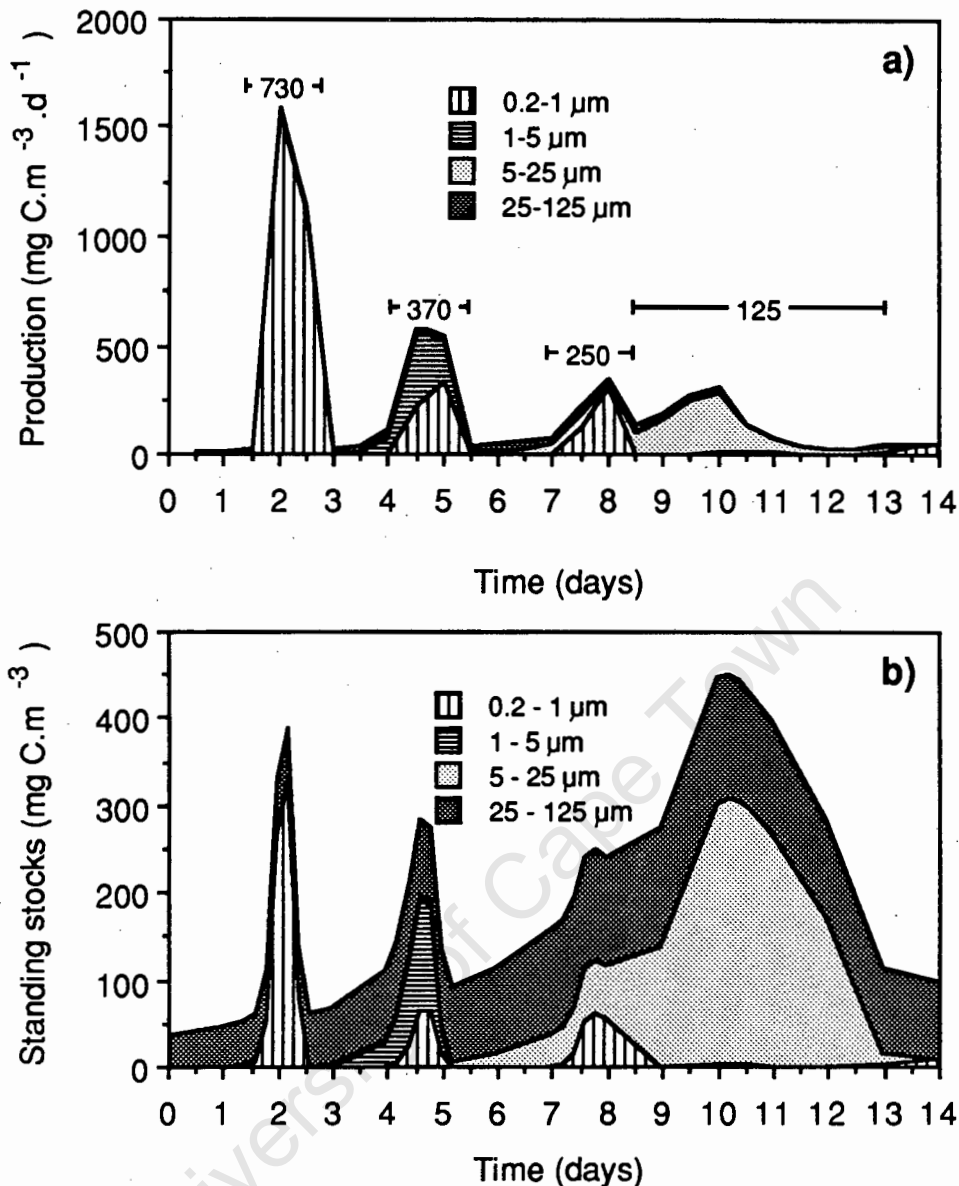 a)
Production (mg C.m -3 .d -1 )
2000
1500
1000
500
0
730
370
250
125
0.2-1 µm
1-5 µm
5-25 µm
25-125 µm
0 1 2 3 4 5 6 7 8 9 10 11 12 13 14
Time (days)
b)
Standing stocks (mg C.m -3 )
500
400
300
200
100
0
0.2 - 1 µm
1 - 5 µm
5 - 25 µm
25 - 125 µm
0 1 2 3 4 5 6 7 8 9 10 11 12 13 14
Time (days)
of Cape Town